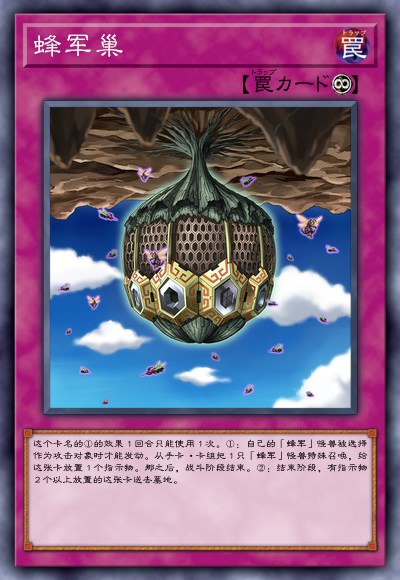 蜂军巢
トラップ
罠
トラップ
【罠カード
这个卡名的①的效果1回合只能使用1次。①：自己的「蜂军」怪兽被选择
作为攻击对象时才能发动。从手卡·卡组把1只「蜂军」怪兽特殊召唤，给
这张卡放置1个指示物。那之后，战斗阶段结束。②：结束阶段，有指示物
2个以上放置的这张卡送去墓地。